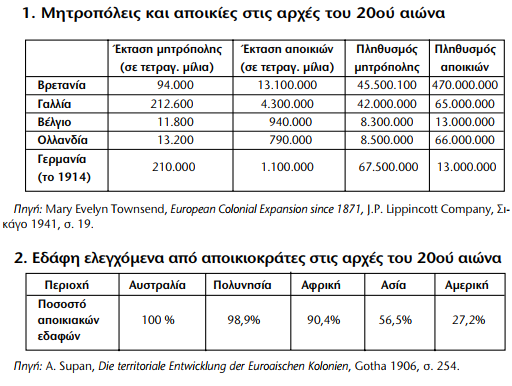 1. Μητροπόλεις και αποικίες στις αρχές του 20ού αιώνα
Έκταση μητρόπολης (σε τετραγ. μίλια) Έκταση αποικιών (σε τετραγ. μίλια) Πληθυσμός μητρόπολης Πληθυσμός αποικιών
Βρετανία 94.000 13.100.000 45.500.100 470.000.000
Γαλλία 212.600 4.300.000 42.000.000 65.000.000
Βέλγιο 11.800 940.000 8.300.000 13.000.000
Ολλανδία 13.200 790.000 8.500.000 66.000.000
Γερμανία (το 1914) 210.000 1.100.000 67.500.000 13.000.000
Πηγή: Mary Evelyn Townsend, European Colonial Expansion since 1871, J.P. Lippincott Company, Σι-
κάγο 1941, σ. 19.
2. Εδάφη ελεγχόμενα από αποικιοκράτες στις αρχές του 20ού αιώνα
Περιοχή Αυστραλία Πολυνησία Αφρική Ασία Αμερική
Ποσοστό αποικιακών εδαφών 100 % 98,9% 90,4% 56,5% 27,2%
Πηγή: A. Supan, Die territoriale Entwicklung der Euroaischen Kolonien, Gotha 1906, σ. 254.